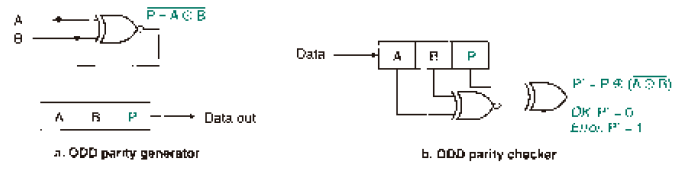 A
B
P = A ⊙ B
A B P
Data out
a. ODD parity generator
Data
A B P
P' = P ⊕ (A ⊙ B)
OK P' = 0
Error P' = 1
b. ODD parity checker